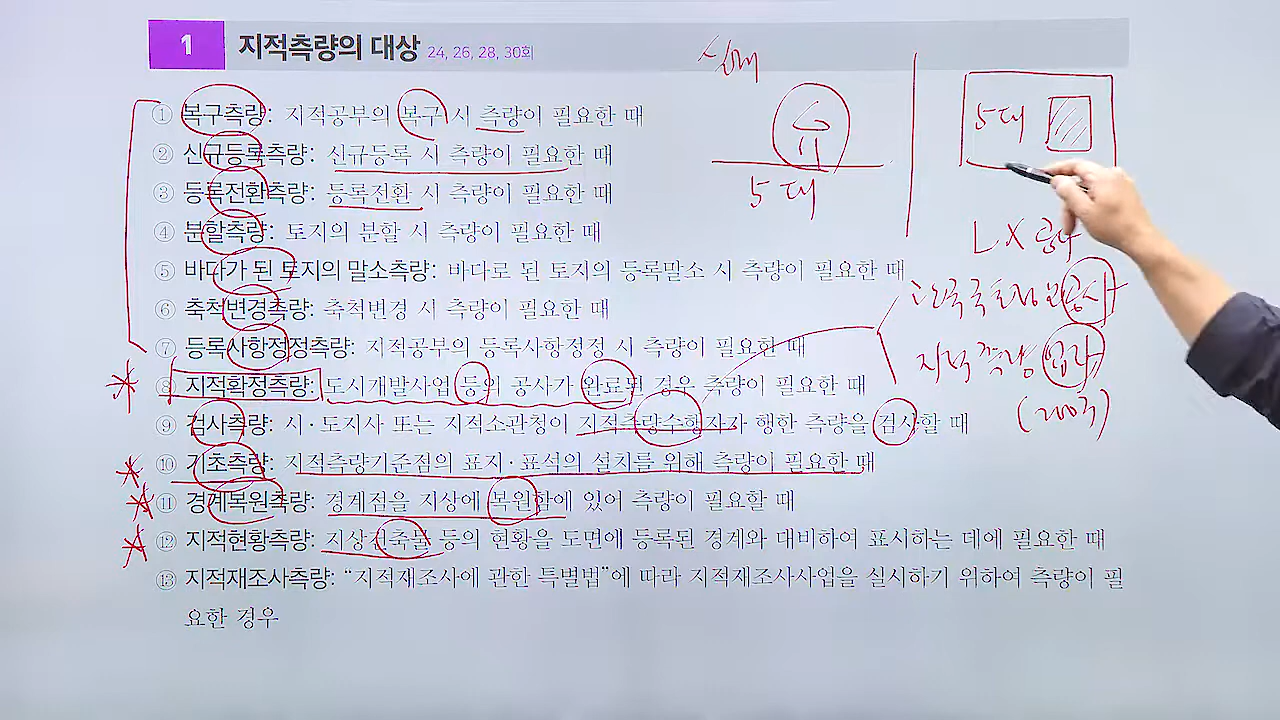 1 지적측량의 대상 24, 26, 28, 30회
① 복구측량: 지적공부의 복구 시 측량이 필요한 때
② 신규등록측량: 신규등록 시 측량이 필요한 때
③ 등록전환측량: 등록전환 시 측량이 필요한 때
④ 분할측량: 토지의 분할 시 측량이 필요한 때
⑤ 바다가 된 토지의 말소측량: 바다로 된 토지의 등록말소 시 측량이 필요한 때
⑥ 축척변경측량: 축척변경 시 측량이 필요한 때
⑦ 등록사항정정측량: 지적공부의 등록사항정정 시 측량이 필요한 때
⑧ 지적확정측량: 도시개발사업 등의 공사가 완료된 경우 측량이 필요한 때
⑨ 검사측량: 시·도지사 또는 지적소관청이 지적측량수행자가 행한 측량을 검사할 때
⑩ 기초측량: 지적측량기준점의 표지·표석의 설치를 위해 측량이 필요한 때
⑪ 경계복원측량: 경계점을 지상에 복원함에 있어 측량이 필요할 때
⑫ 지적현황측량: 지상건축물 등의 현황을 도면에 등록된 경계와 대비하여 표시하는 데에 필요한 때
⑬ 지적재조사측량: “지적재조사에 관한 특별법”에 따라 지적재조사사업을 실시하기 위하여 측량이 필
요한 경우
실제
5 대
5 대
LX 공사
한국국토정보공사
지적측량업자